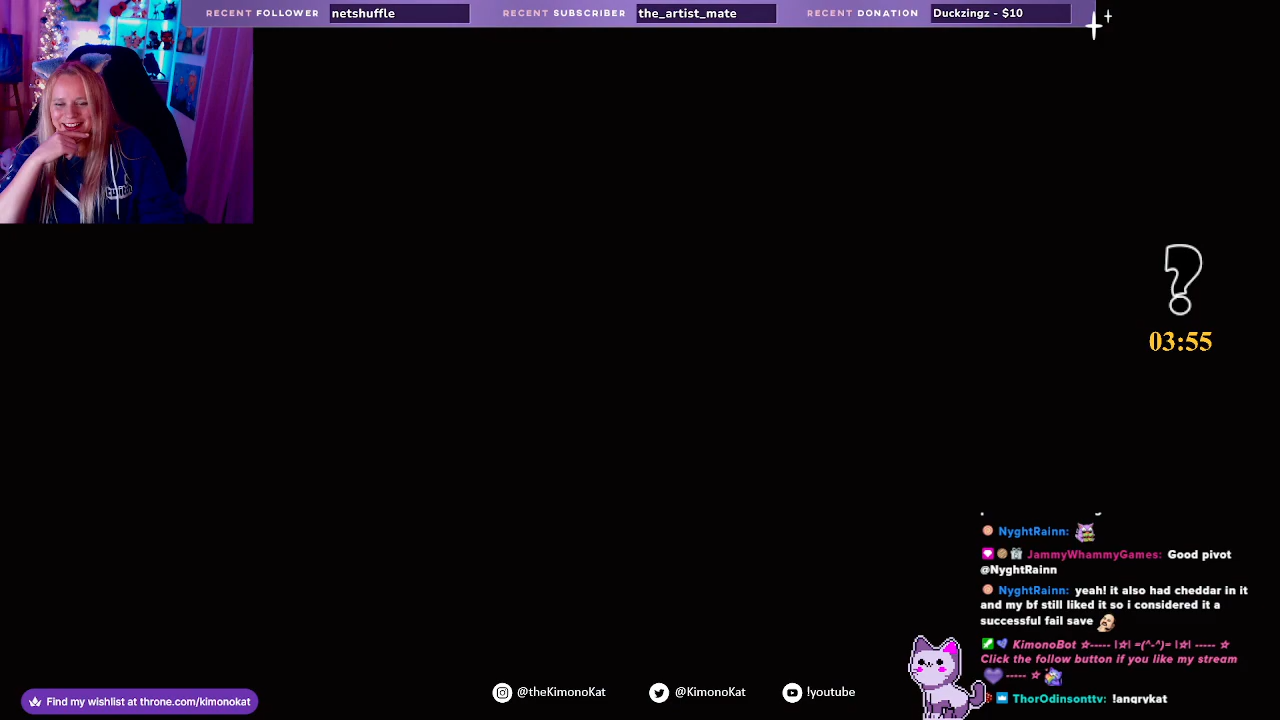 RECENT FOLLOWER netshuffle RECENT SUBSCRIBER the_artist_mate RECENT DONATION Duckzingz - $10
twitch
?
03:55
NyghtRainn:
JammyWhammyGames: Good pivot
@NyghtRainn
NyghtRainn: yeah! it also had cheddar in it
and my bf still liked it so i considered it a
successful fail save
KimonoBot ☆----- |☆| =(^-^)= |☆| ----- ☆
Click the follow button if you like my stream
----- ☆
ThorOdinsonttv: !angrykat
@theKimonoKat @KimonoKat !youtube
Find my wishlist at throne.com/kimonokat